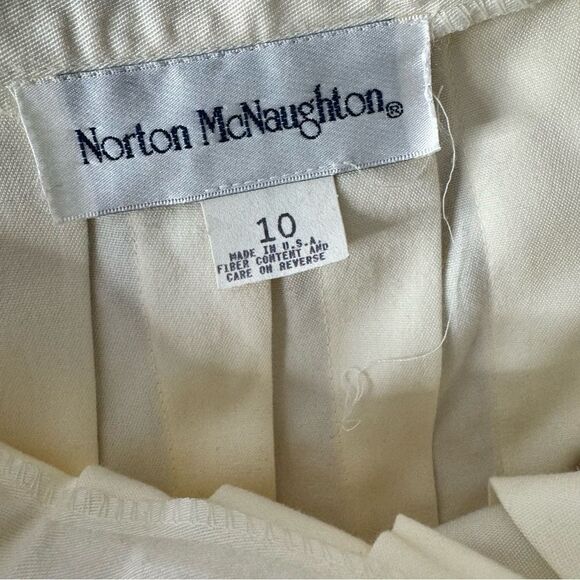 Norton McNaughton®
10
MADE IN U.S.A.
FIBER CONTENT AND
CARE ON REVERSE